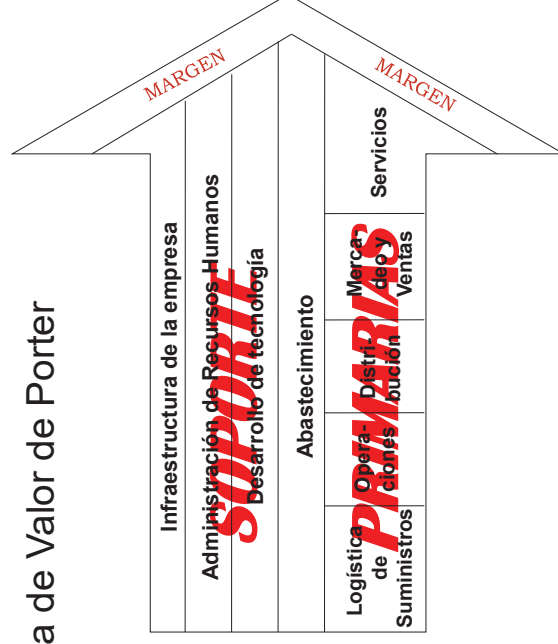 a de Valor de Porter
Infraestructura de la empresa
Administración de Recursos Humanos
SOPORTE
Desarrollo de tecnología
Abastecimiento
Logística
de
Suministros
Opera-
ciones
Distri-
bución
Merca-
deo y
Ventas
Servicios
PRIMARIAS
MARGEN
MARGEN